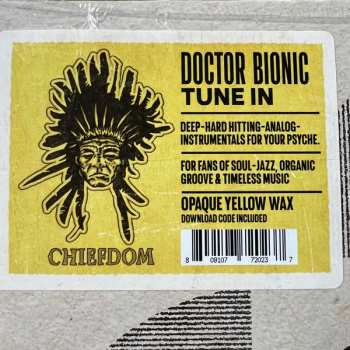 DOCTOR BIONIC
TUNE IN
DEEP-HARD HITTING-ANALOG-
INSTRUMENTALS FOR YOUR PSYCHE.
FOR FANS OF SOUL-JAZZ, ORGANIC
GROOVE & TIMELESS MUSIC
OPAQUE YELLOW WAX
DOWNLOAD CODE INCLUDED
8 09107 72023 7
CHIEFDOM